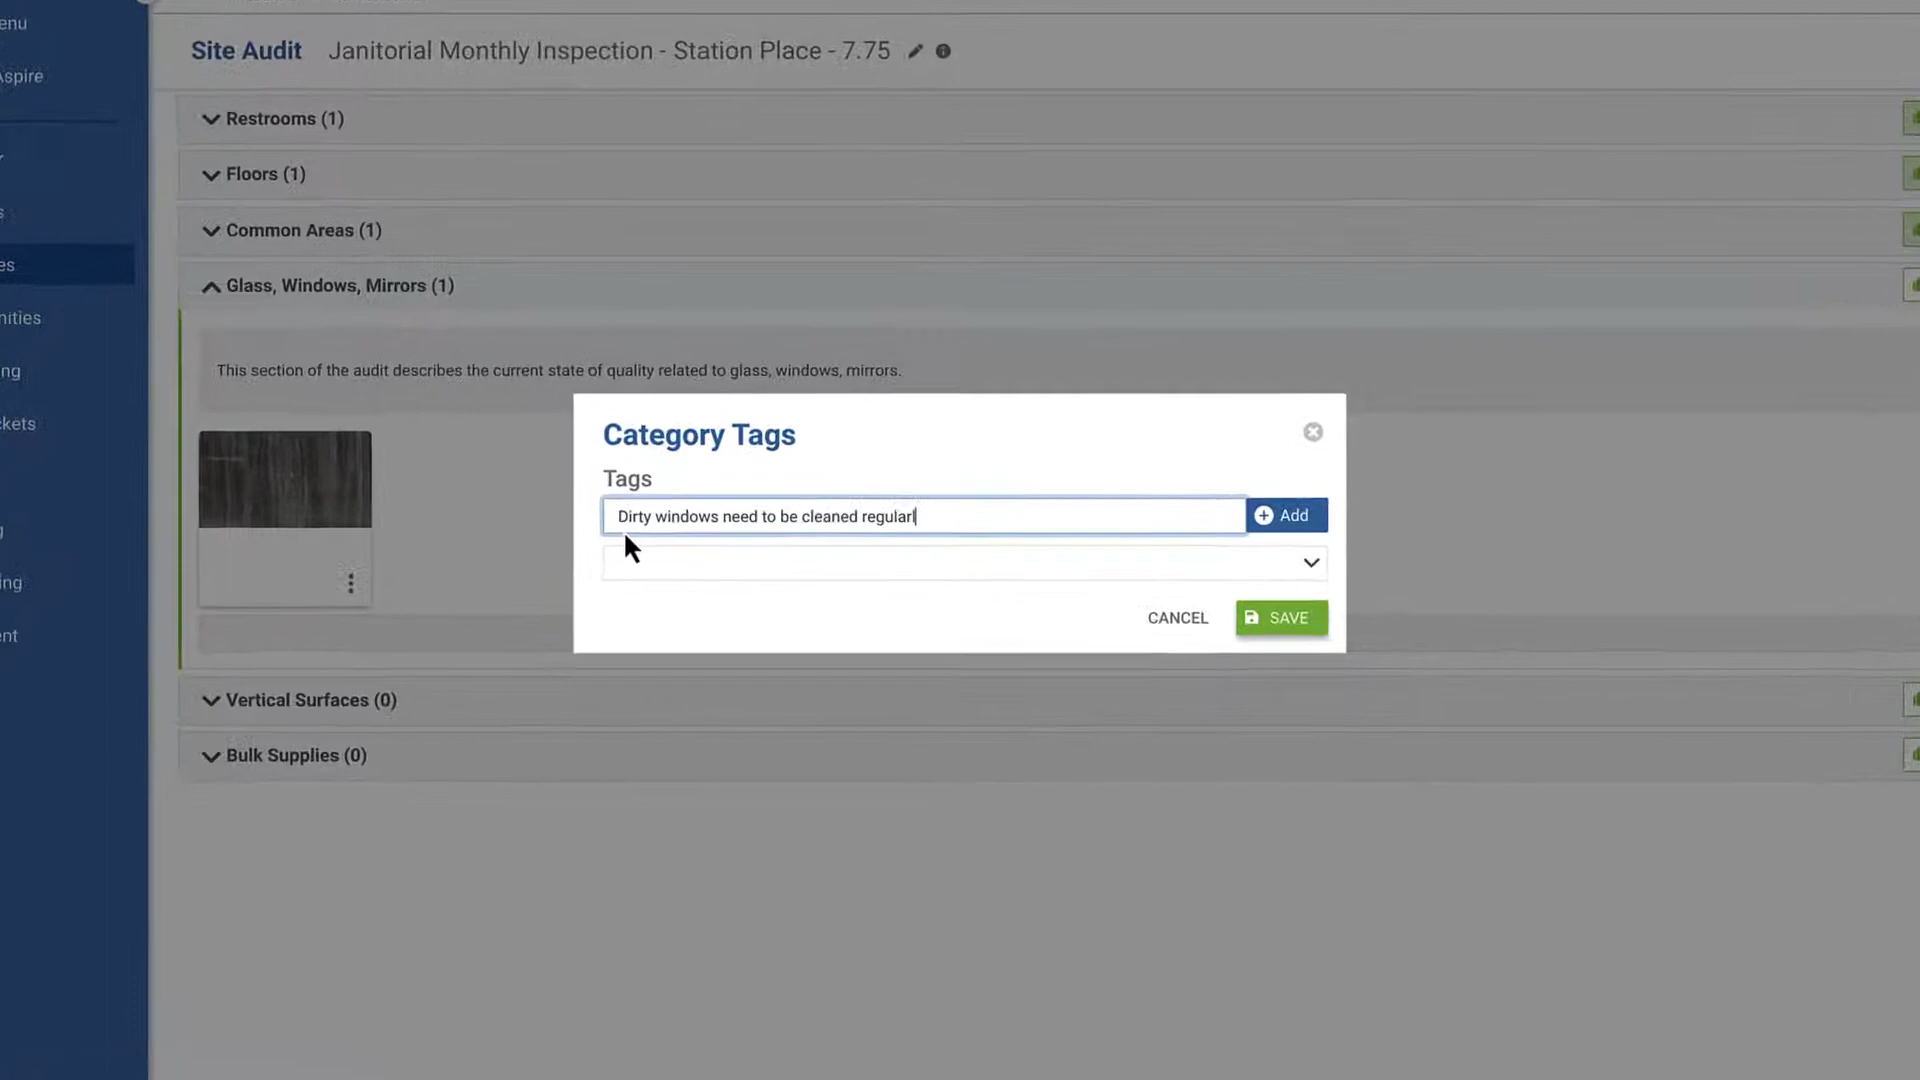 enu
Aspire
es
nities
ng
ckets
ing
ent
Site Audit Janitorial Monthly Inspection - Station Place - 7.75
Restrooms (1)
Floors (1)
Common Areas (1)
Glass, Windows, Mirrors (1)
This section of the audit describes the current state of quality related to glass, windows, mirrors.
Category Tags
Tags
Dirty windows need to be cleaned regularl
Add
CANCEL
SAVE
Vertical Surfaces (0)
Bulk Supplies (0)